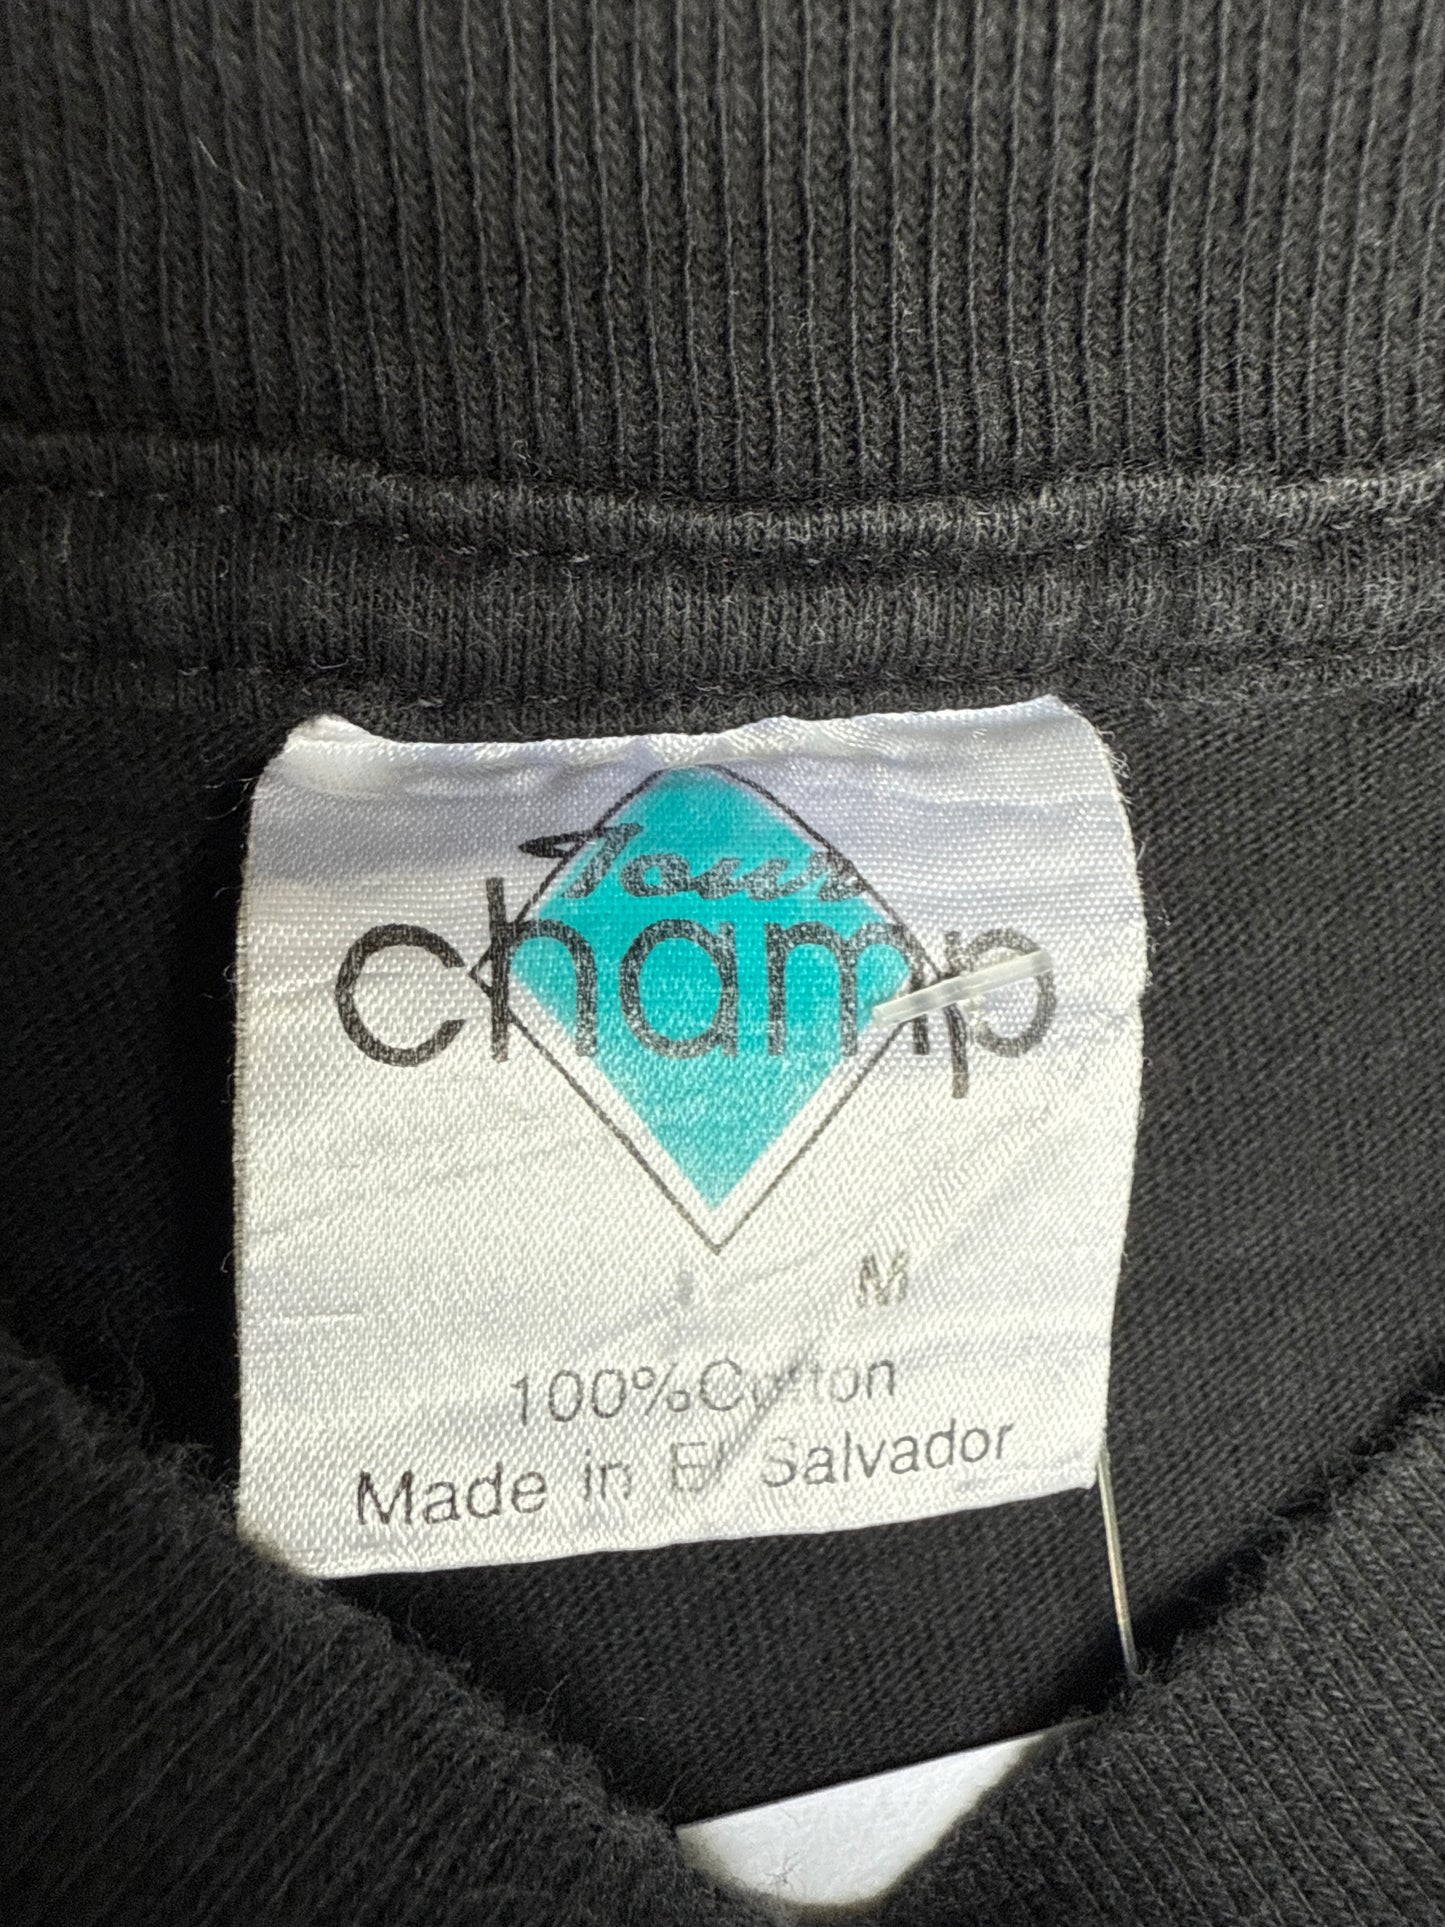 Tour
champ
M
100% Cotton
Made in El Salvador